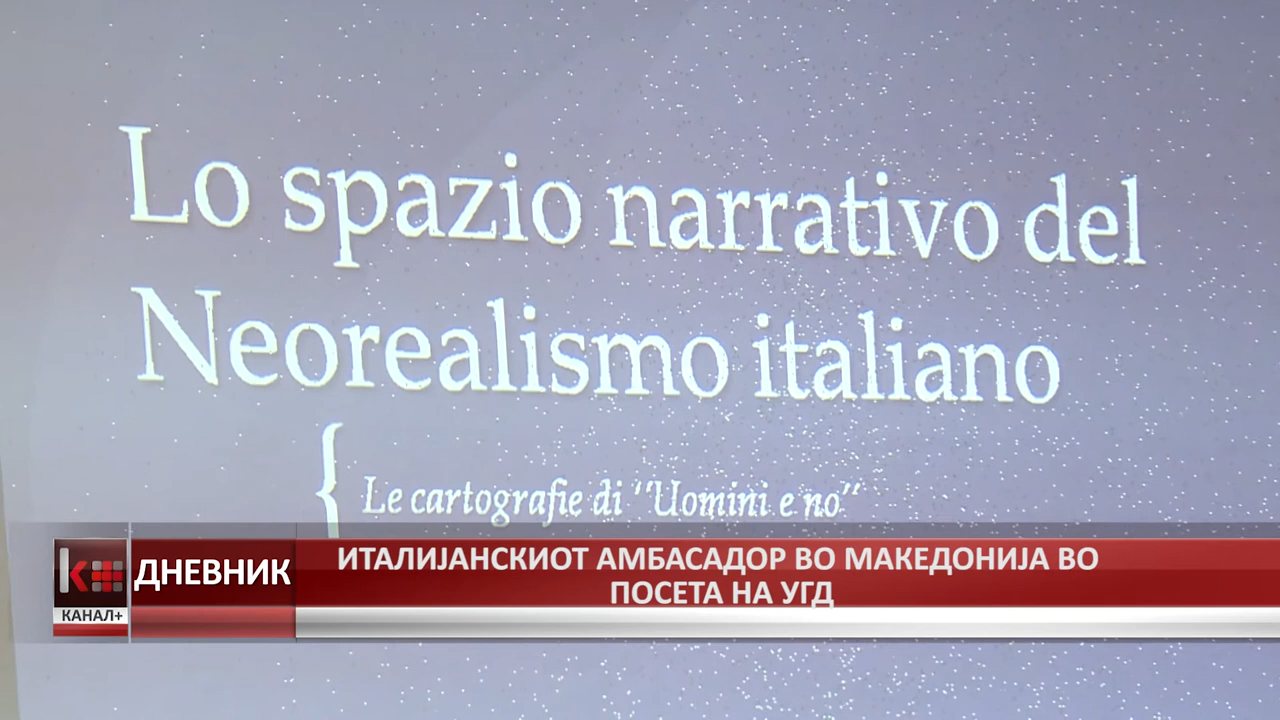 Lo spazio narrativo del
Neorealismo italiano
{ Le cartografie di “Uomini e no”
ДНЕВНИК
КАНАЛ+
ИТАЛИЈАНСКИОТ АМБАСАДОР ВО МАКЕДОНИЈА ВО
ПОСЕТА НА УГД